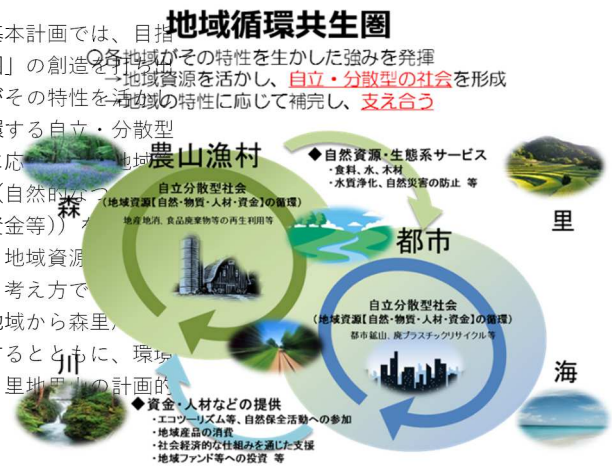 地域循環共生圏
○各地域がその特性を生かした強みを発揮
→地域資源を活かし、自立・分散型の社会を形成
→地域の特性に応じて補完し、支え合う
基本計画では、目指
」の創造を打ち出
がその特性を活かし
環する自立・分散型
に応
地域
（自然的なつ
資金等））を
地域資源
考え方で
地域から森里川
するとともに、環境
里地里山の計画的
農山漁村
自立分散型社会
（地域資源【自然・物質・人材・資金】の循環）
地産地消、食品廃棄物等の再生利用等
森
◆自然資源・生態系サービス
・食料、水、木材
・水質浄化、自然災害の防止 等
里
都市
自立分散型社会
（地域資源【自然・物質・人材・資金】の循環）
都市鉱山、廃プラスチックリサイクル等
川
海
◆資金・人材などの提供
・エコツーリズム等、自然保全活動への参加
・地域産品の消費
・社会経済的な仕組みを通じた支援
・地域ファンド等への投資 等